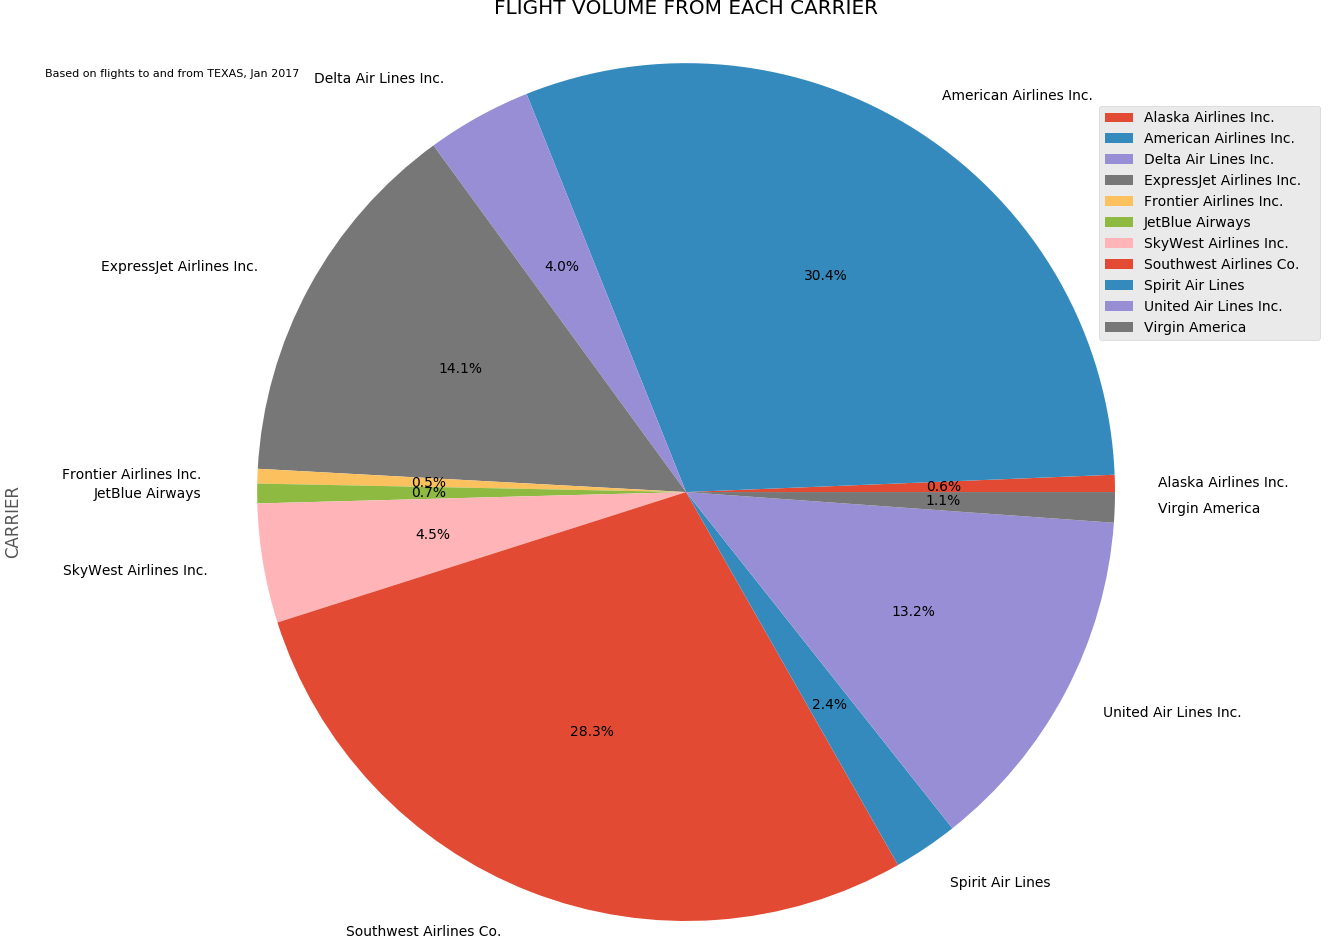 FLIGHT VOLUME FROM EACH CARRIER
Based on flights to and from TEXAS, Jan 2017
Delta Air Lines Inc.
American Airlines Inc.
Alaska Airlines Inc.
American Airlines Inc.
Delta Air Lines Inc.
ExpressJet Airlines Inc.
Frontier Airlines Inc.
JetBlue Airways
SkyWest Airlines Inc.
Southwest Airlines Co.
Spirit Air Lines
United Air Lines Inc.
Virgin America
ExpressJet Airlines Inc.
4.0%
30.4%
14.1%
Frontier Airlines Inc.
0.5%
0.6%
Alaska Airlines Inc.
JetBlue Airways
0.7%
1.1%
Virgin America
CARRIER
4.5%
SkyWest Airlines Inc.
13.2%
2.4%
United Air Lines Inc.
28.3%
Spirit Air Lines
Southwest Airlines Co.